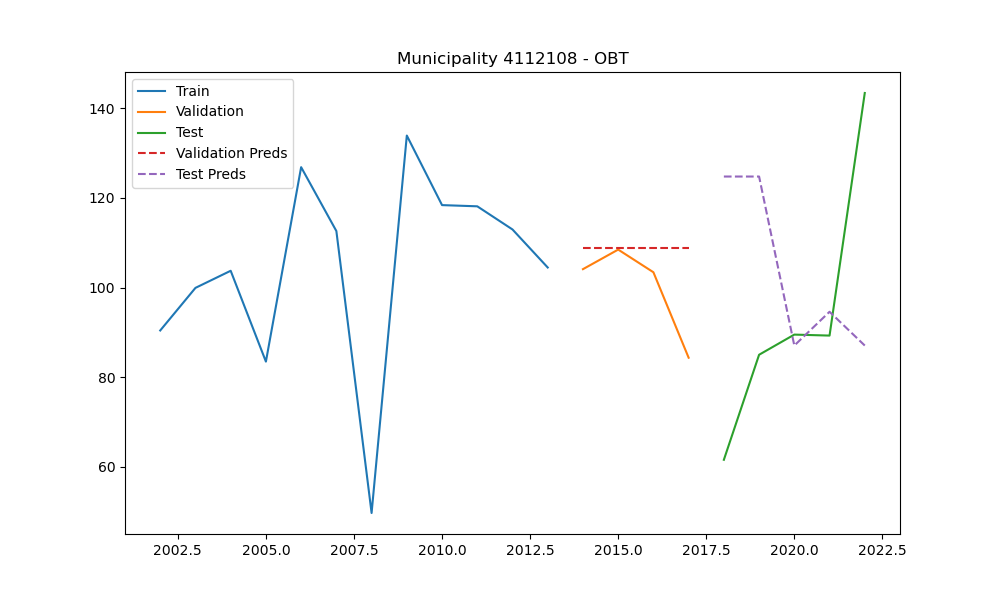 Municipality 4112108 - OBT
Train
Validation
Test
Validation Preds
Test Preds
140
120
100
80
60
2002.5 2005.0 2007.5 2010.0 2012.5 2015.0 2017.5 2020.0 2022.5